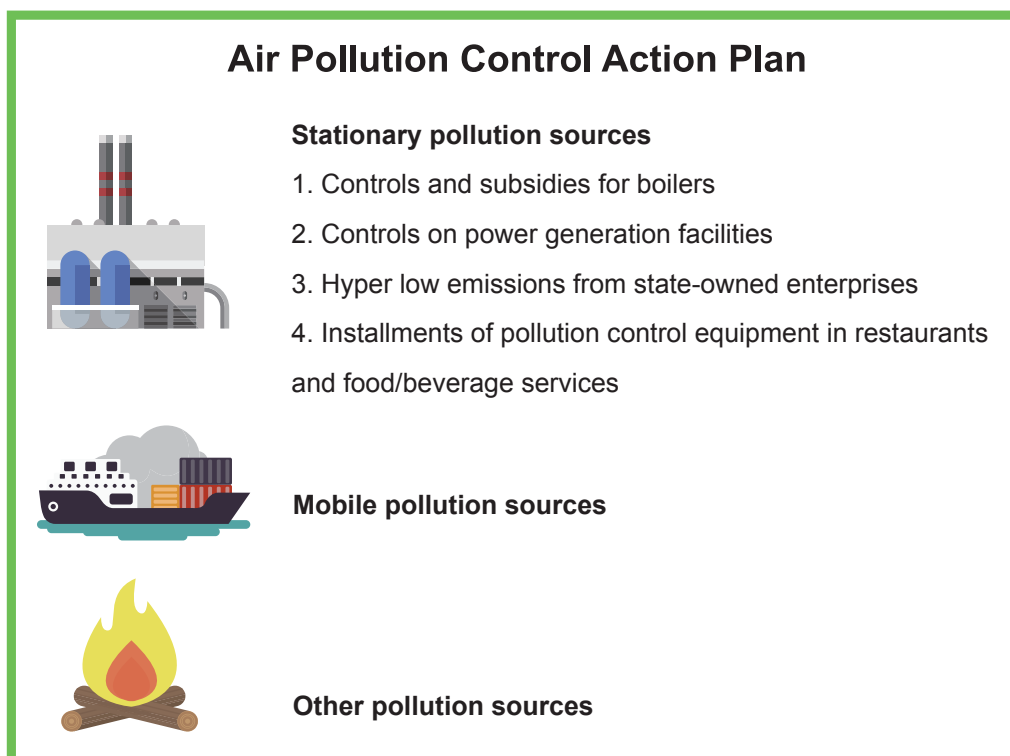 Air Pollution Control Action Plan
Stationary pollution sources
1. Controls and subsidies for boilers
2. Controls on power generation facilities
3. Hyper low emissions from state-owned enterprises
4. Installments of pollution control equipment in restaurants
and food/beverage services
Mobile pollution sources
Other pollution sources